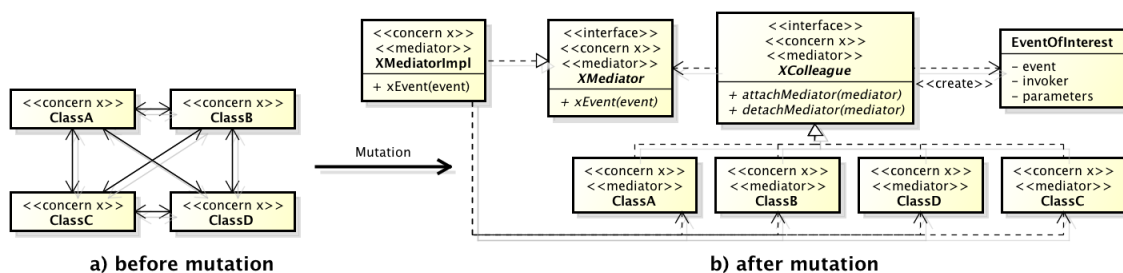 <<concern x>>
ClassA
<<concern x>>
ClassB
<<concern x>>
ClassC
<<concern x>>
ClassD
a) before mutation
Mutation
<<concern x>>
<<mediator>>
XMediatorImpl
+ xEvent(event)
<<interface>>
<<concern x>>
<<mediator>>
XMediator
+ xEvent(event)
<<interface>>
<<concern x>>
<<mediator>>
XColleague
+ attachMediator(mediator)
+ detachMediator(mediator)
<<create>>
EventOfInterest
− event
− invoker
− parameters
<<concern x>>
<<mediator>>
ClassA
<<concern x>>
<<mediator>>
ClassB
<<concern x>>
<<mediator>>
ClassD
<<concern x>>
<<mediator>>
ClassC
b) after mutation